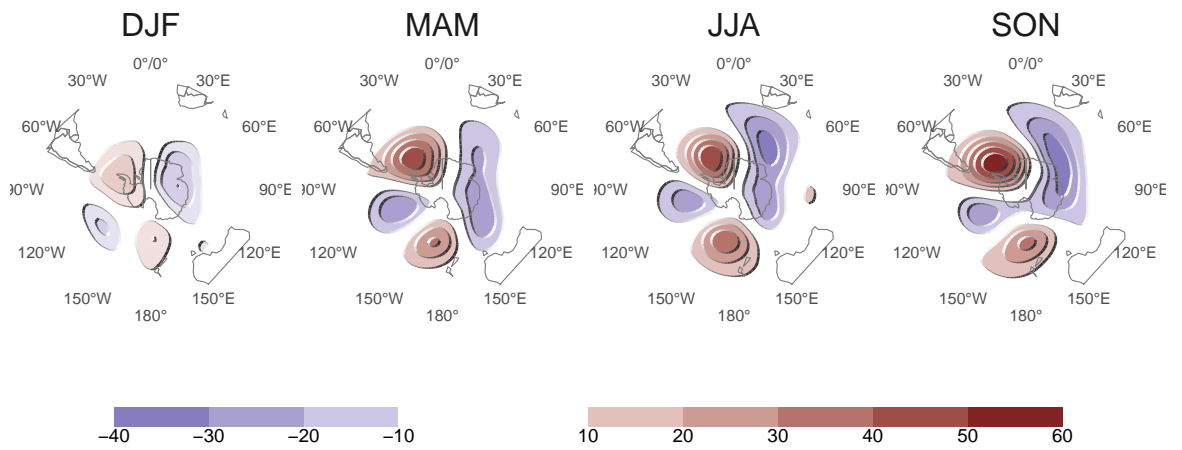 DJF MAM JJA SON
0°/0° 0°/0° 0°/0° 0°/0°
30°W 30°E 30°W 30°E 30°W 30°E 30°W 30°E
60°W 60°E 60°W 60°E 60°W 60°E 60°W 60°E
90°E 90°E 90°E 90°E
120°W 120°E 120°W 120°E 120°W 120°E 120°W 120°E
150°W 150°E 150°W 150°E 150°W 150°E 150°W 150°E
180° 180° 180° 180°
−40 −30 −20 −10 10 20 30 40 50 60